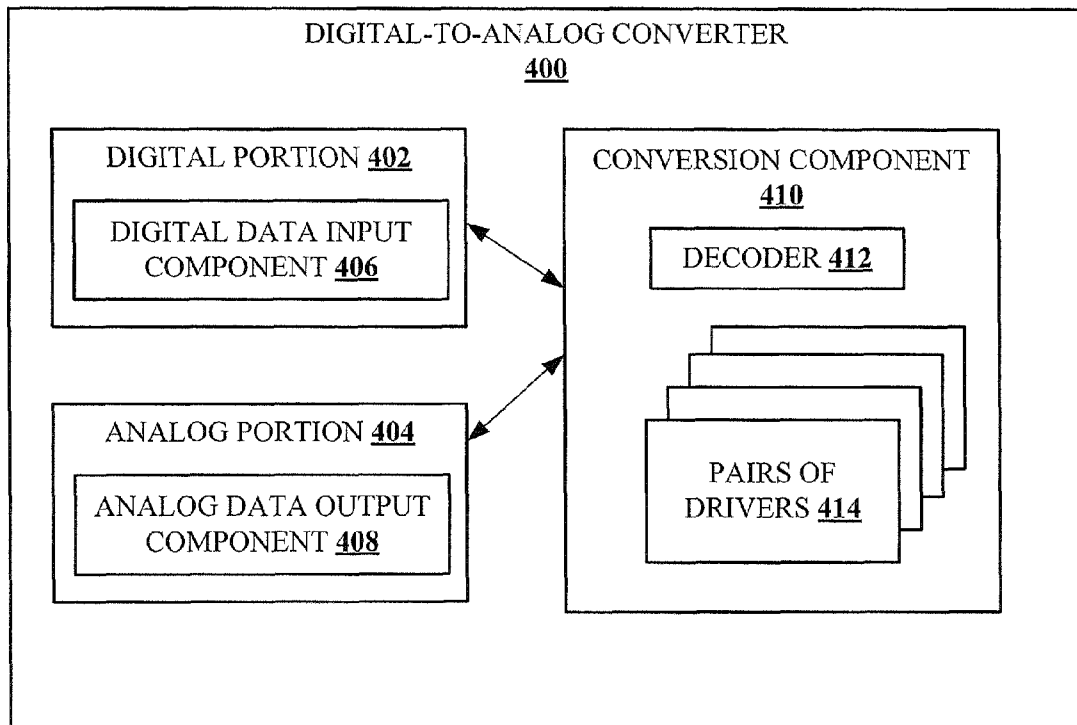 DIGITAL-TO-ANALOG CONVERTER
400
DIGITAL PORTION 402
DIGITAL DATA INPUT
COMPONENT 406
ANALOG PORTION 404
ANALOG DATA OUTPUT
COMPONENT 408
CONVERSION COMPONENT
410
DECODER 412
PAIRS OF
DRIVERS 414